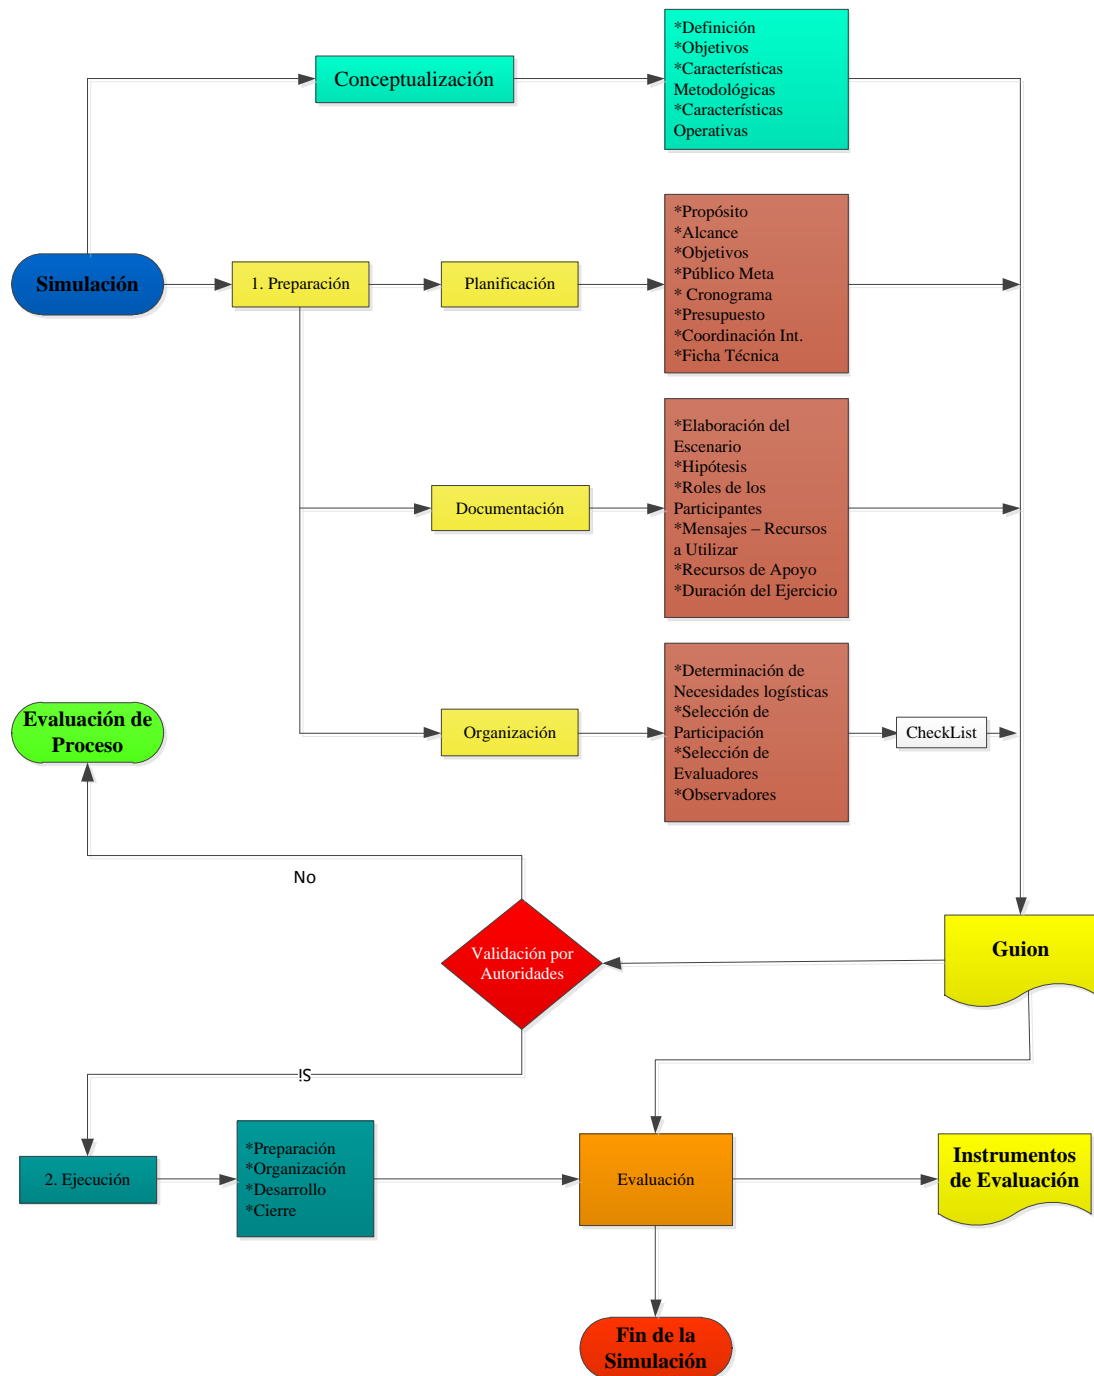 Conceptualización
*Definición
*Objetivos
*Características
Metodológicas
*Características
Operativas
Simulación
1. Preparación
Planificación
*Propósito
*Alcance
*Objetivos
*Público Meta
* Cronograma
*Presupuesto
*Coordinación Int.
*Ficha Técnica
Documentación
*Elaboración del
Escenario
*Hipótesis
*Roles de los
Participantes
*Mensajes – Recursos
a Utilizar
*Recursos de Apoyo
*Duración del Ejercicio
Organización
*Determinación de
Necesidades logísticas
*Selección de
Participación
*Selección de
Evaluadores
*Observadores
CheckList
Evaluación de
Proceso
No
Validación por
Autoridades
Guion
SI
2. Ejecución
*Preparación
*Organización
*Desarrollo
*Cierre
Evaluación
Instrumentos
de Evaluación
Fin de la
Simulación